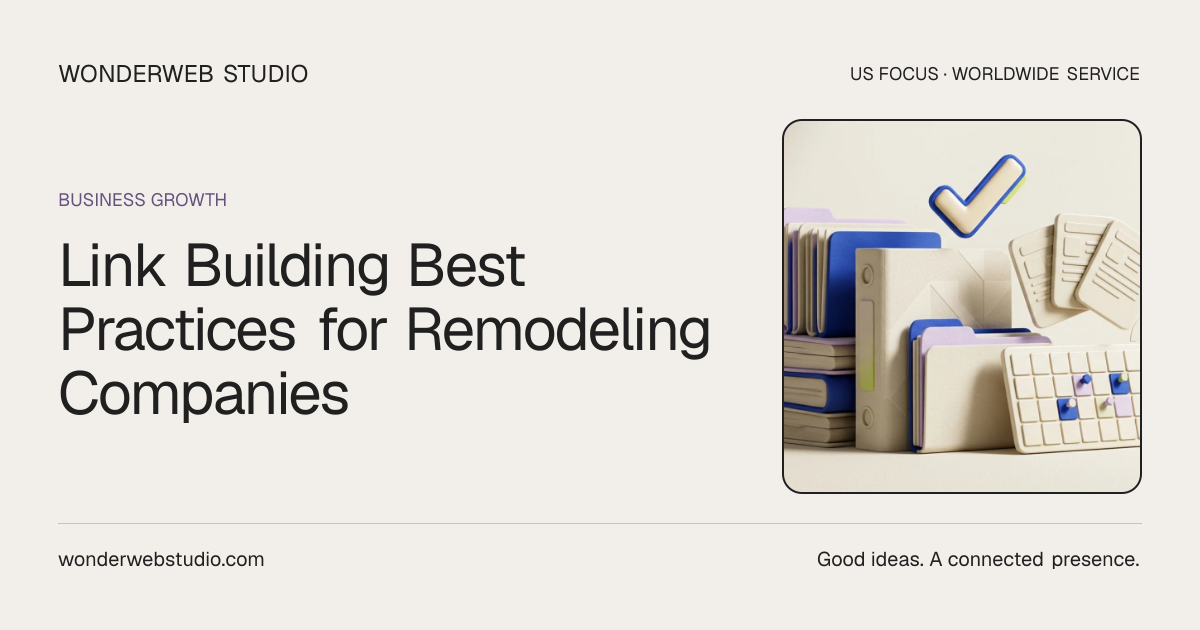 WONDERWEB STUDIO
US FOCUS · WORLDWIDE SERVICE
BUSINESS GROWTH
Link Building Best
Practices for Remodeling
Companies
wonderwebstudio.com
Good ideas. A connected presence.